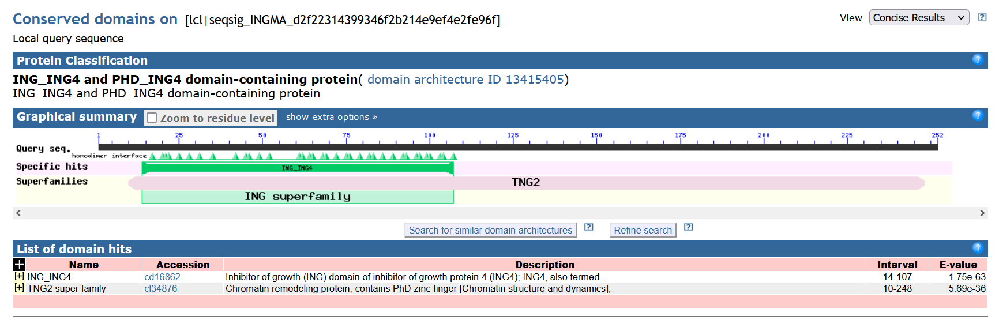 Conserved domains on [lcl|seqsig_INGMA_d2f22314399346f2b214e9ef4e2fe96f]
View Concise Results ?
Local query sequence
Protein Classification ?
ING_ING4 and PHD_ING4 domain-containing protein( domain architecture ID 13415405)
ING_ING4 and PHD_ING4 domain-containing protein
Graphical summary Zoom to residue level show extra options » ?
1 25 50 75 100 125 150 175 200 225 252
Query seq.
homodimer interface
Specific hits ING_ING4
Superfamilies TNG2
ING superfamily
Search for similar domain architectures ? Refine search ?
List of domain hits ?
+ Name Accession Description Interval E-value
[+] ING_ING4 cd16862 Inhibitor of growth (ING) domain of inhibitor of growth protein 4 (ING4); ING4, also termed ... 14-107 1.75e-63
[+] TNG2 super family cl34876 Chromatin remodeling protein, contains PhD zinc finger [Chromatin structure and dynamics]; 10-248 5.69e-36